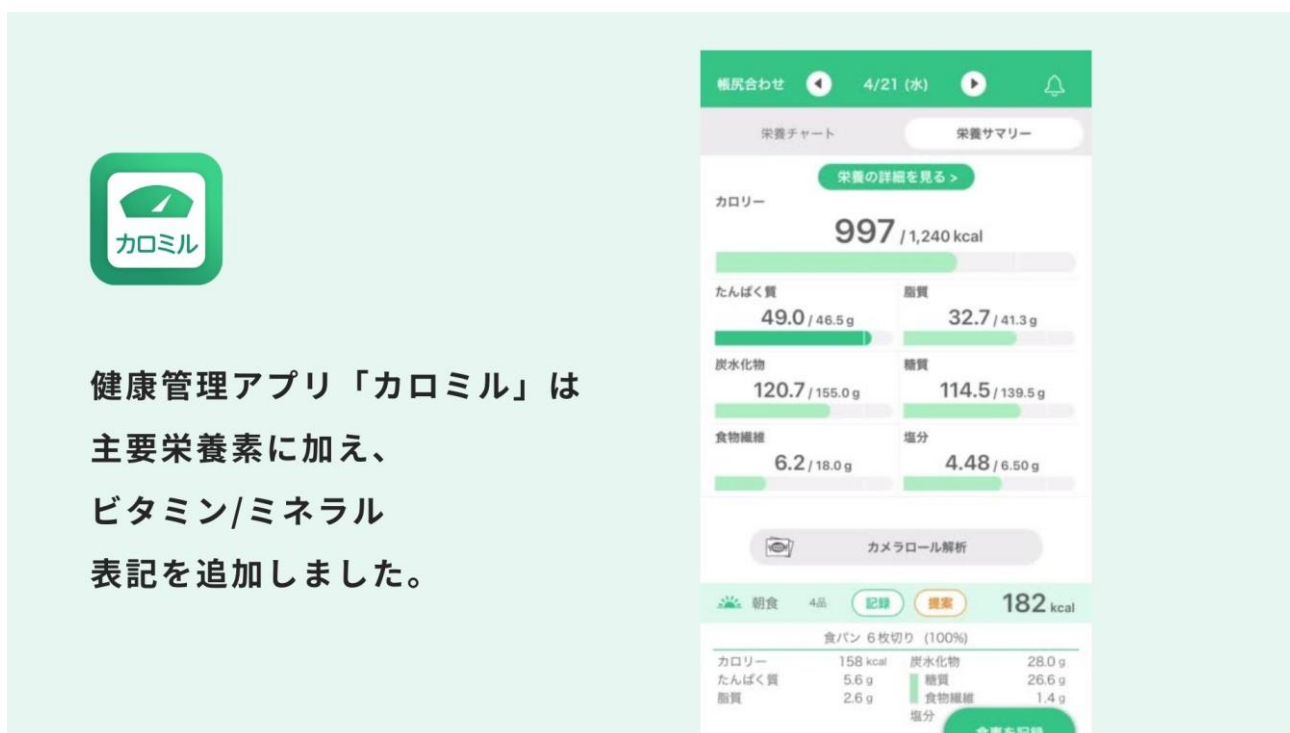 カロミル
健康管理アプリ「カロミル」は
主要栄養素に加え、
ビタミン/ミネラル
表記を追加しました。
帳尻合わせ 4/21 (水)
栄養チャート 栄養サマリー
栄養の詳細を見る >
カロリー
997 / 1,240 kcal
たんぱく質 脂質
49.0 / 46.5 g 32.7 / 41.3 g
炭水化物 糖質
120.7 / 155.0 g 114.5 / 139.5 g
食物繊維 塩分
6.2 / 18.0 g 4.48 / 6.50 g
カメラロール解析
朝食 4品 記録 提案 182 kcal
食パン 6枚切り (100%)
カロリー 158 kcal 炭水化物 28.0 g
たんぱく質 5.6 g 糖質 26.6 g
脂質 2.6 g 食物繊維 1.4 g
塩分
食事を記録